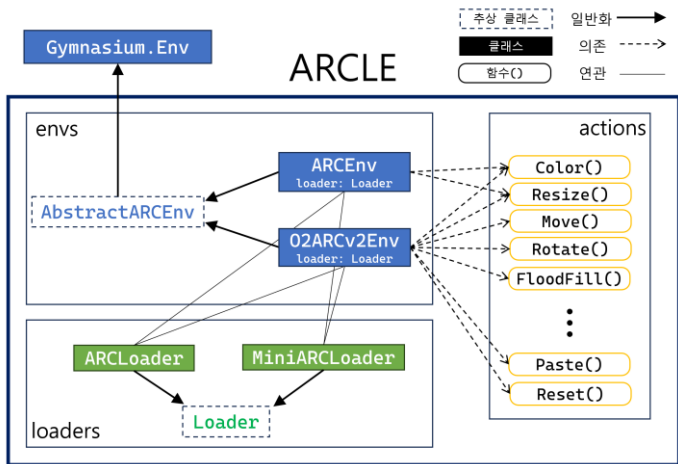 추상 클래스
일반화
클래스
의존
함수()
연관
Gymnasium.Env
ARCLE
envs
ARCEnv
loader: Loader
AbstractARCEnv
O2ARCv2Env
loader: Loader
actions
Color()
Resize()
Move()
Rotate()
FloodFill()
Paste()
Reset()
ARCLoader
MiniARCLoader
Loader
loaders